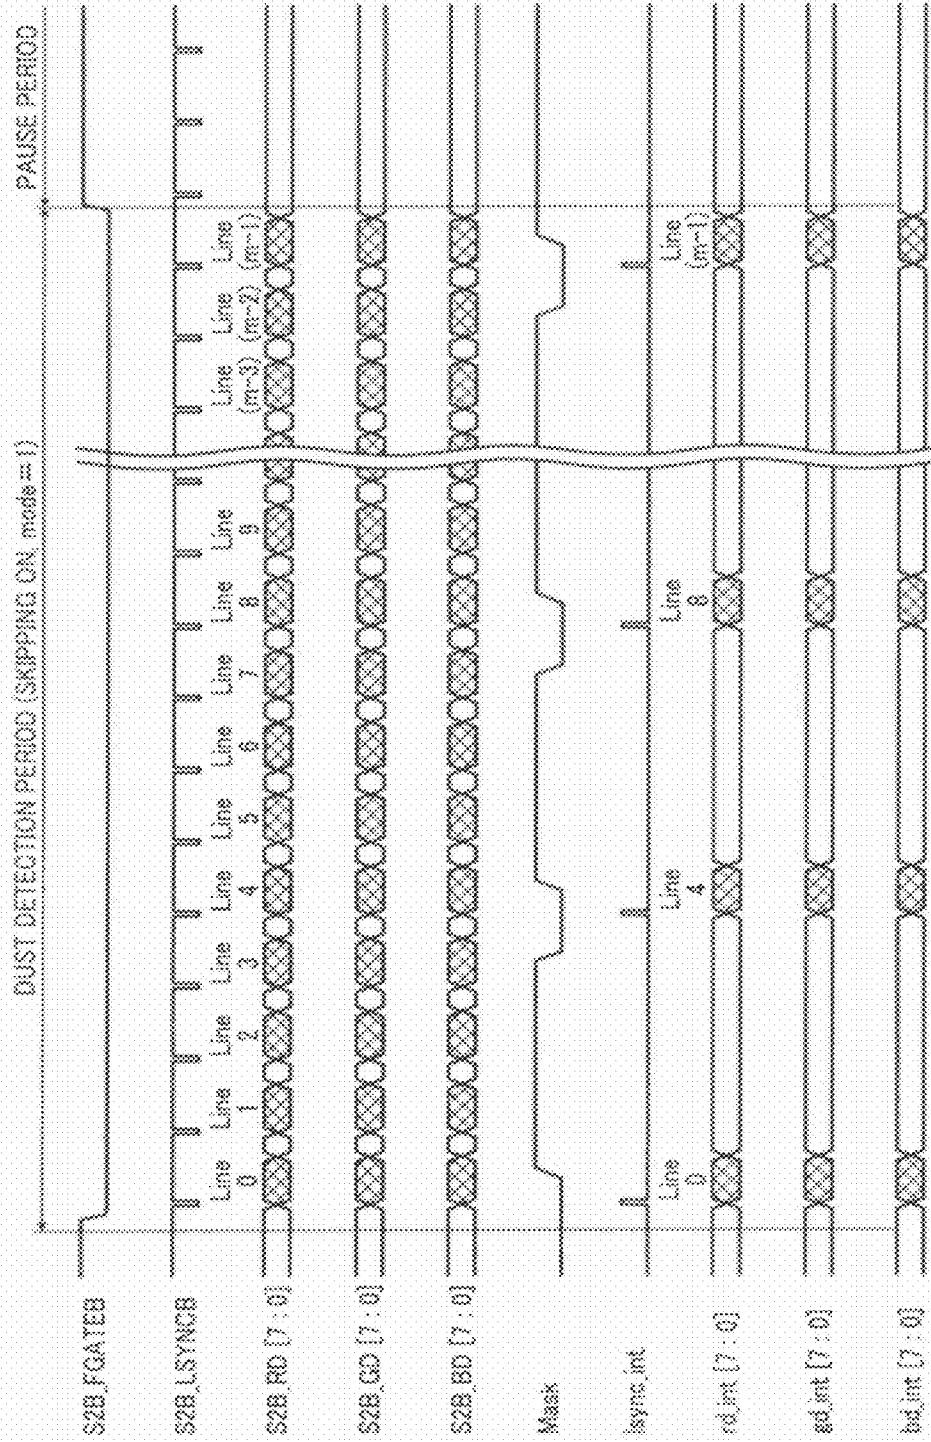 DUST DETECTION PERIOD (SKIPPING ON, mode=1)
PAUSE PERIOD
S2B_FGATEB
S2B_LSYNCB
Line 0
Line 1
Line 2
Line 3
Line 4
Line 5
Line 6
Line 7
Line 8
Line 9
Line (m-3)
Line (m-2)
Line (m-1)
S2B_RD [7 : 0]
S2B_GD [7 : 0]
S2B_BD [7 : 0]
Mask
lsync_int
Line 0
Line 4
Line 8
Line (m-1)
rd_int [7 : 0]
gd_int [7 : 0]
bd_int [7 : 0]